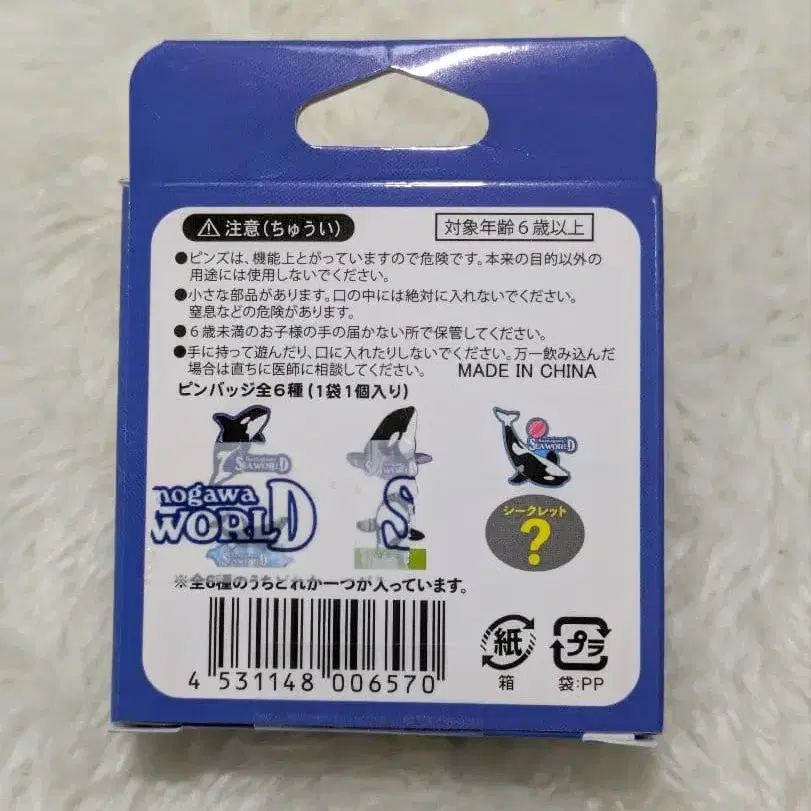 注意(ちゅうい)
対象年齢6歳以上
●ピンズは、機能上とがっていますので危険です。本来の目的以外の
用途には使用しないでください。
●小さな部品があります。口の中には絶対に入れないでください。
窒息などの危険があります。
●6歳未満のお子様の手の届かない所で保管してください。
●手に持って遊んだり、口に入れたりしないでください。万一飲み込んだ
場合は直ちに医師に相談してください。
MADE IN CHINA
ピンバッジ全6種(1袋1個入り)
SEAWORLD
SEAWORLD
nogawa
WORLD
S
シークレット
?
※全6種のうちどれか一つが入っています。
4 531148 006570
紙
箱
プラ
袋:PP